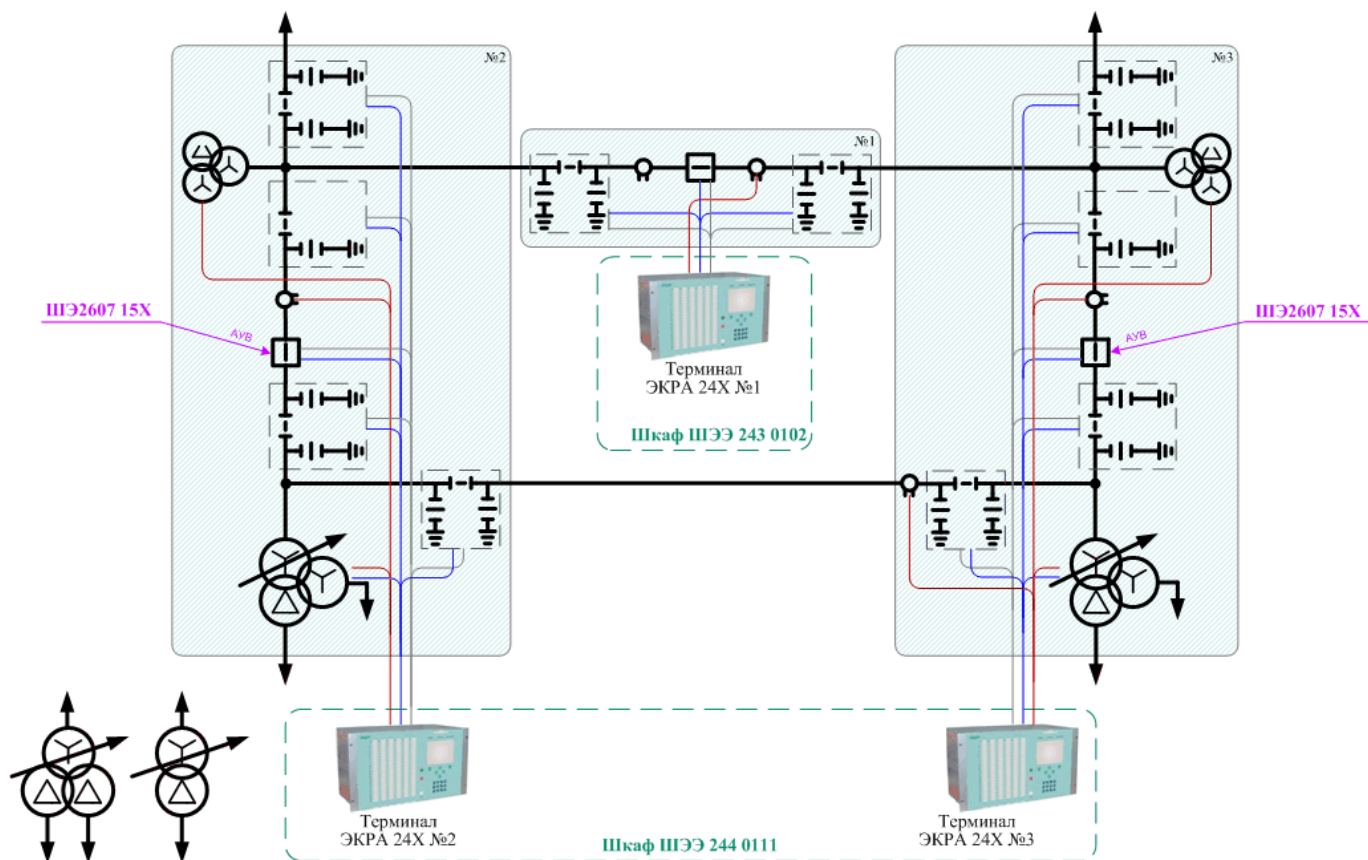 №2
№3
№1
ШЭ2607 15Х
АУВ
ШЭ2607 15Х
АУВ
Терминал
ЭКРА 24Х №1
Шкаф ШЭЭ 243 0102
Терминал
ЭКРА 24Х №2
Терминал
ЭКРА 24Х №3
Шкаф ШЭЭ 244 0111